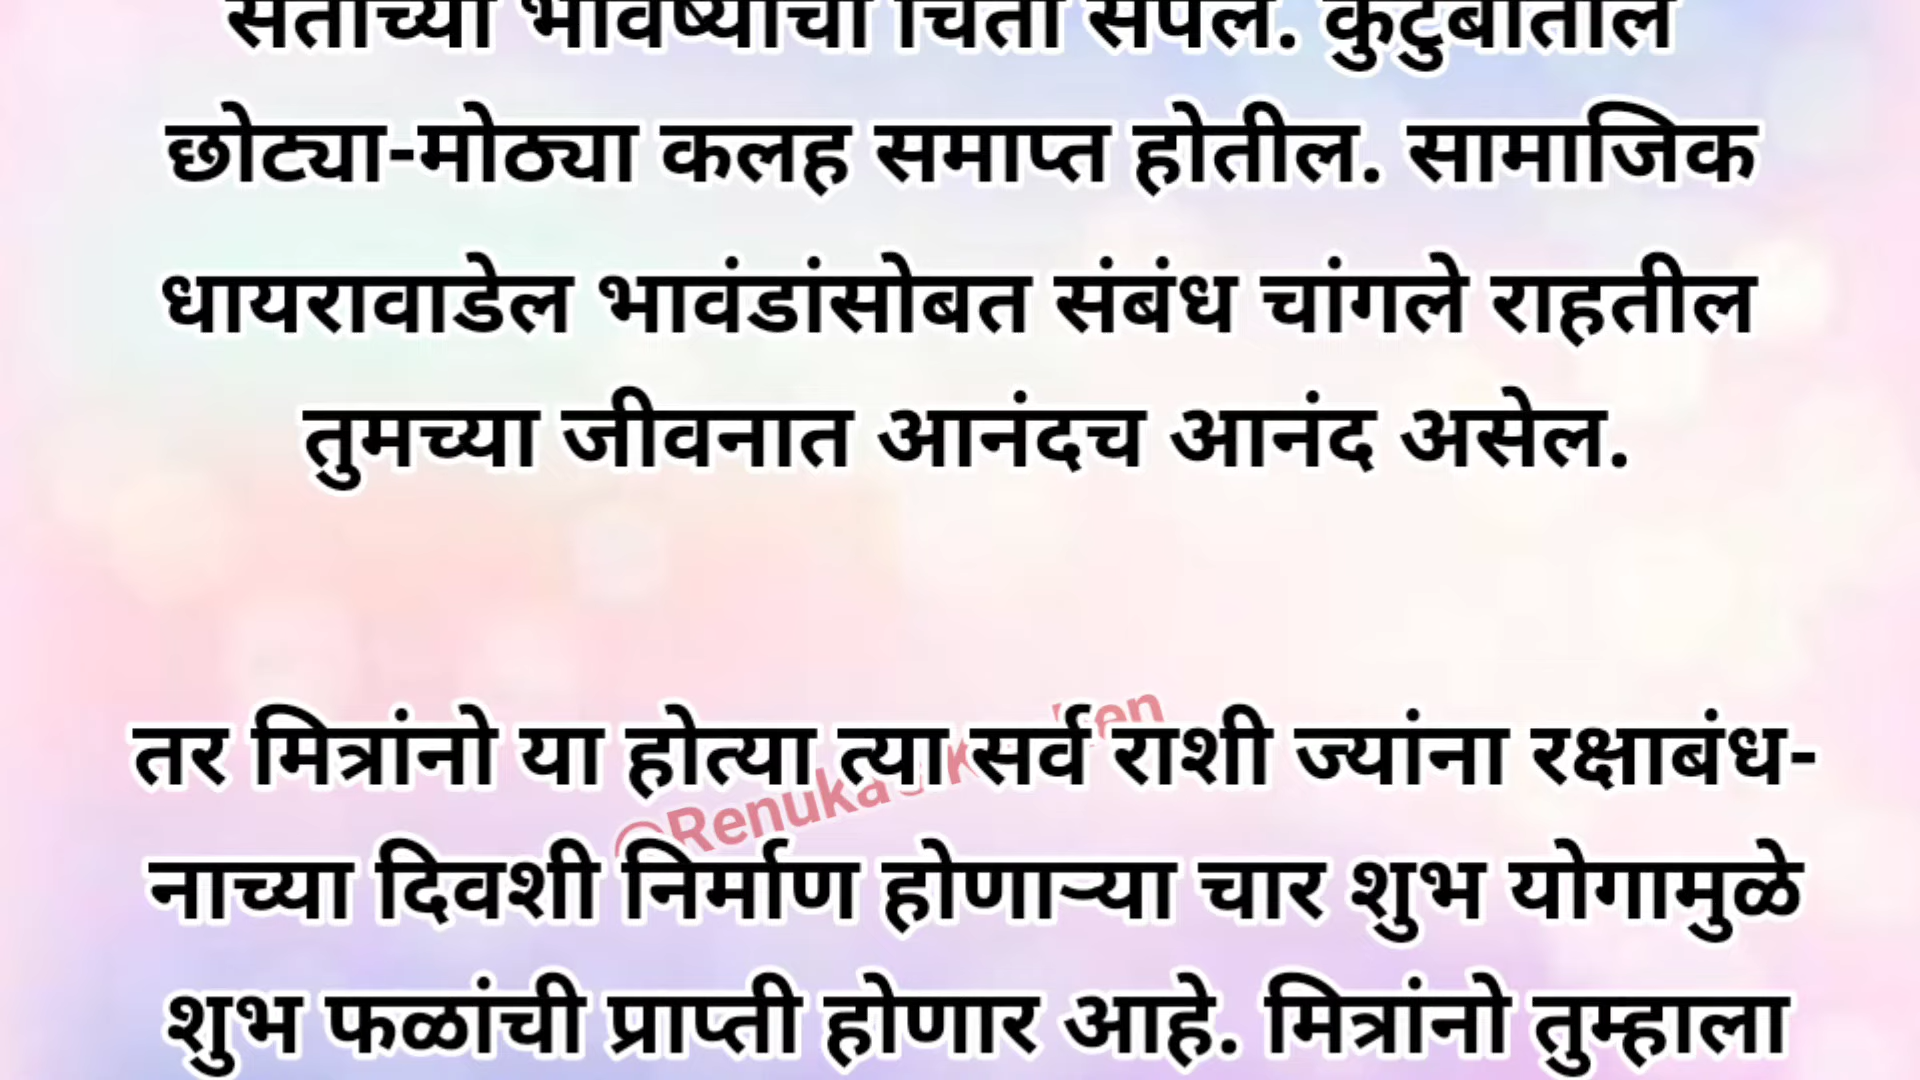 संतीच्या भविष्याची चिंता संपेल. कुटुंबातील
छोट्या-मोठ्या कलह समाप्त होतील. सामाजिक
धायरावाडेल भावंडांसोबत संबंध चांगले राहतील
तुमच्या जीवनात आनंदच आनंद असेल.
तर मित्रांनो या होत्या त्या सर्व राशी ज्यांना रक्षाबंध-
@Renuka
नाच्या दिवशी निर्माण होणाऱ्या चार शुभ योगामुळे
शुभ फळांची प्राप्ती होणार आहे. मित्रांनो तुम्हाला